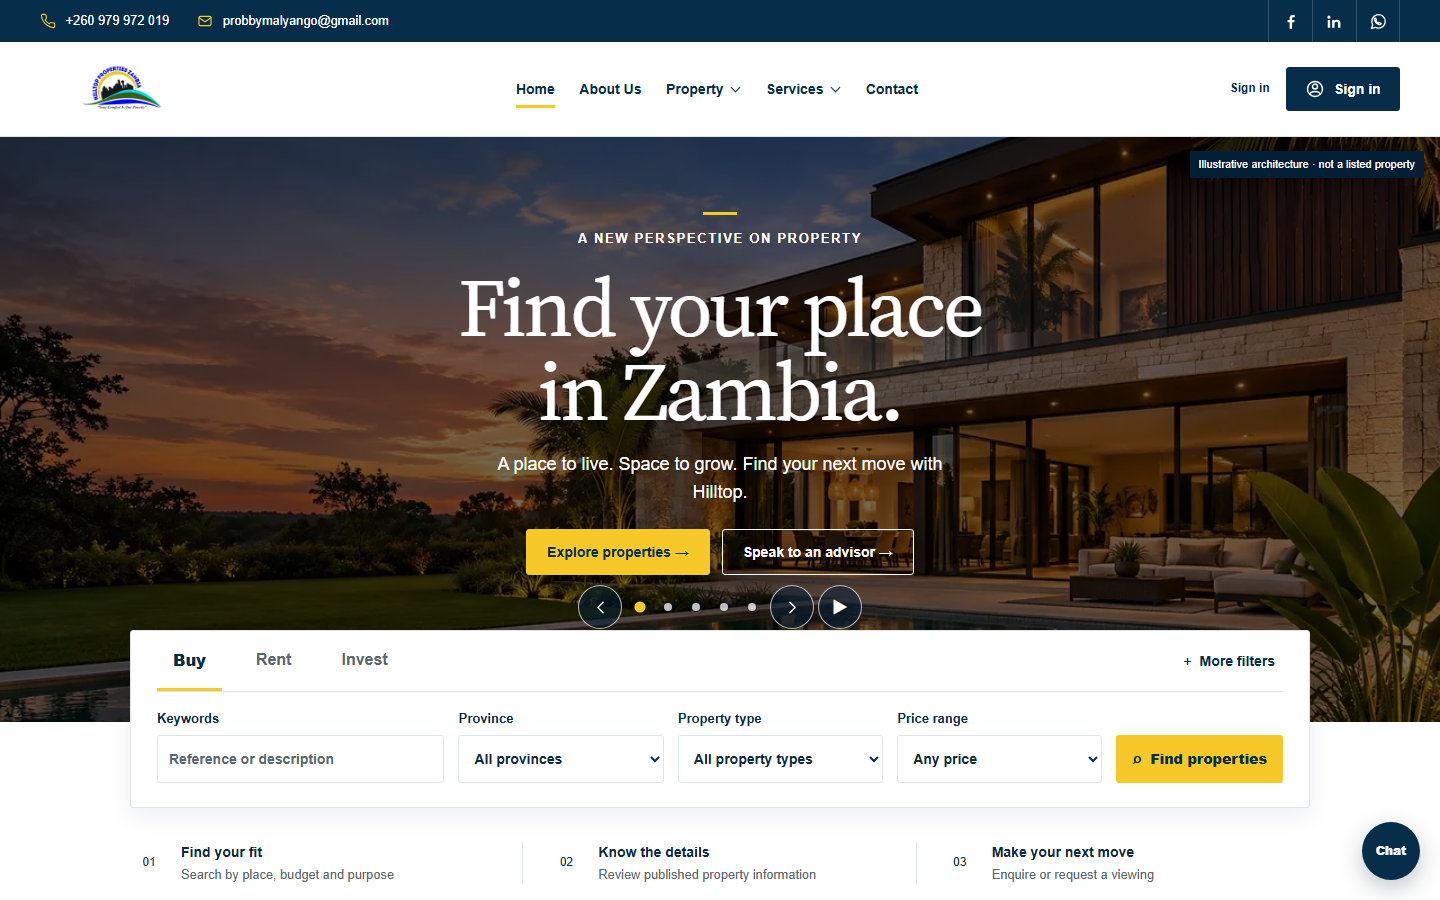 +260 979 972 019
probbymalyango@gmail.com
HILLTOP PROPERTIES ZAMBIA
Home
About Us
Property
Services
Contact
Sign in
Sign in
Illustrative architecture · not a listed property
A NEW PERSPECTIVE ON PROPERTY
Find your place
in Zambia.
A place to live. Space to grow. Find your next move with
Hilltop.
Explore properties →
Speak to an advisor →
Buy
Rent
Invest
+ More filters
Keywords
Province
Property type
Price range
Reference or description
All provinces
All property types
Any price
Find properties
01
Find your fit
Search by place, budget and purpose
02
Know the details
Review published property information
03
Make your next move
Enquire or request a viewing
Chat